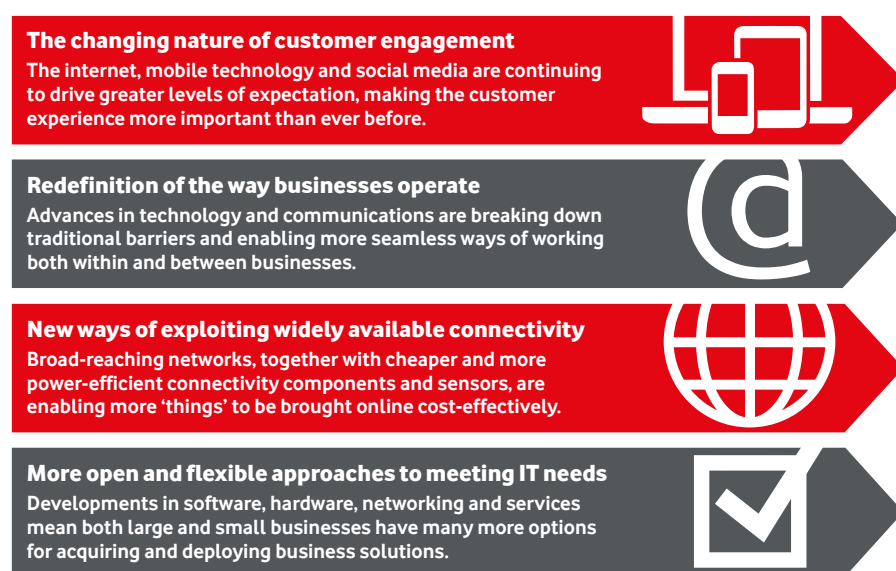 The changing nature of customer engagement
The internet, mobile technology and social media are continuing
to drive greater levels of expectation, making the customer
experience more important than ever before.
Redefinition of the way businesses operate
Advances in technology and communications are breaking down
traditional barriers and enabling more seamless ways of working
both within and between businesses.
New ways of exploiting widely available connectivity
Broad-reaching networks, together with cheaper and more
power-efficient connectivity components and sensors, are
enabling more ‘things’ to be brought online cost-effectively.
More open and flexible approaches to meeting IT needs
Developments in software, hardware, networking and services
mean both large and small businesses have many more options
for acquiring and deploying business solutions.